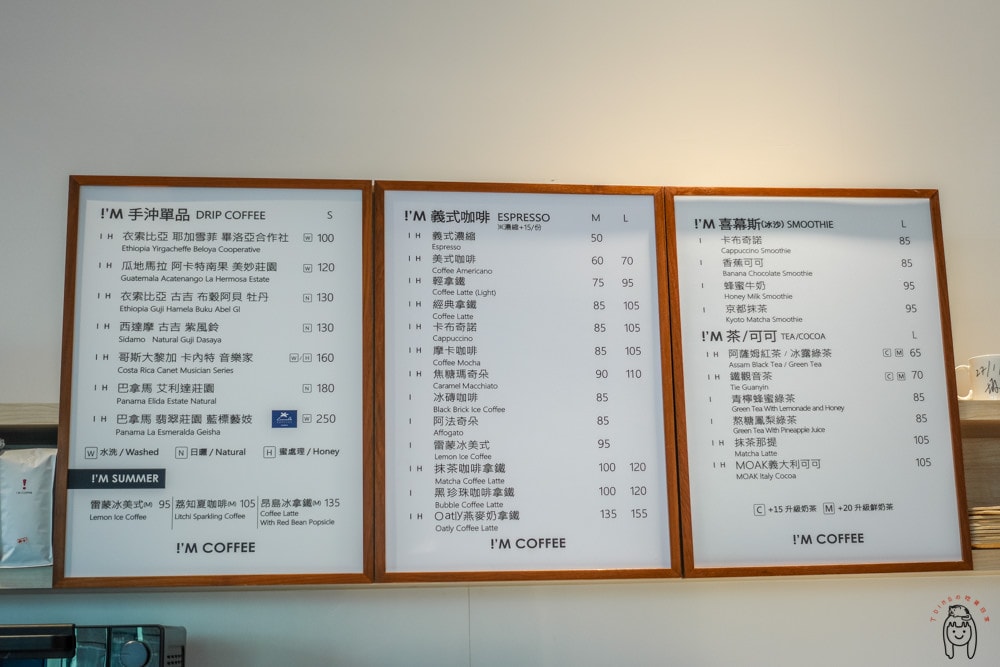 !'M 手沖單品 DRIP COFFEE S
I H 衣索比亞 耶加雪菲 畢洛亞合作社 W 100
Ethiopia Yirgacheffe Beloya Cooperative
I H 瓜地馬拉 阿卡特南果 美妙莊園 W 120
Guatemala Acatenango La Hermosa Estate
I H 衣索比亞 古吉 布穀阿貝 牡丹 N 130
Ethiopia Guji Hamela Buku Abel G1
I H 西達摩 古吉 紫風鈴 N 130
Sidamo Natural Guji Dasaya
I H 哥斯大黎加 卡內特 音樂家 W/H 160
Costa Rica Canet Musician Series
I H 巴拿馬 艾利達莊園 N 180
Panama Elida Estate Natural
I H 巴拿馬 翡翠莊園 藍標藝妓 W 250
Panama La Esmeralda Geisha
W 水洗 / Washed N 日曬 / Natural H 蜜處理 / Honey
!'M SUMMER
雷蒙冰美式(M) 95 荔知夏咖啡(M) 105 昂島冰拿鐵(M) 135
Lemon Ice Coffee Litchi Sparkling Coffee Coffee Latte
With Red Bean Popsicle
!'M COFFEE
!'M 義式咖啡 ESPRESSO M L
※濃縮+15/份
I H 義式濃縮 50
Espresso
I H 美式咖啡 60 70
Coffee Americano
I H 輕拿鐵 75 95
Coffee Latte (Light)
I H 經典拿鐵 85 105
Coffee Latte
I H 卡布奇諾 85 105
Cappuccino
I H 摩卡咖啡 85 105
Coffee Mocha
I H 焦糖瑪奇朵 90 110
Caramel Macchiato
I 冰磚咖啡 85
Black Brick Ice Coffee
I 阿法奇朵 85
Affogato
I 雷蒙冰美式 95
Lemon Ice Coffee
I H 抹茶咖啡拿鐵 100 120
Matcha Coffee Latte
I 黑珍珠咖啡拿鐵 100 120
Bubble Coffee Latte
I H Oatly燕麥奶拿鐵 135 155
Oatly Coffee Latte
!'M COFFEE
!'M 喜幕斯(冰沙) SMOOTHIE L
I 卡布奇諾 85
Cappuccino Smoothie
I 香蕉可可 85
Banana Chocolate Smoothie
I 蜂蜜牛奶 95
Honey Milk Smoothie
I 京都抹茶 95
Kyoto Matcha Smoothie
!'M 茶/可可 TEA/COCOA L
I H 阿薩姆紅茶 / 冰露綠茶 C M 65
Assam Black Tea / Green Tea
I H 鐵觀音茶 C M 70
Tie Guanyin
I 青檸蜂蜜綠茶 85
Green Tea With Lemonade and Honey
I 熬糖鳳梨綠茶 85
Green Tea With Pineapple Juice
I H 抹茶那提 105
Matcha Latte
I H MOAK義大利可可 105
MOAK Italy Cocoa
C +15 升級奶茶 M +20 升級鮮奶茶
!'M COFFEE